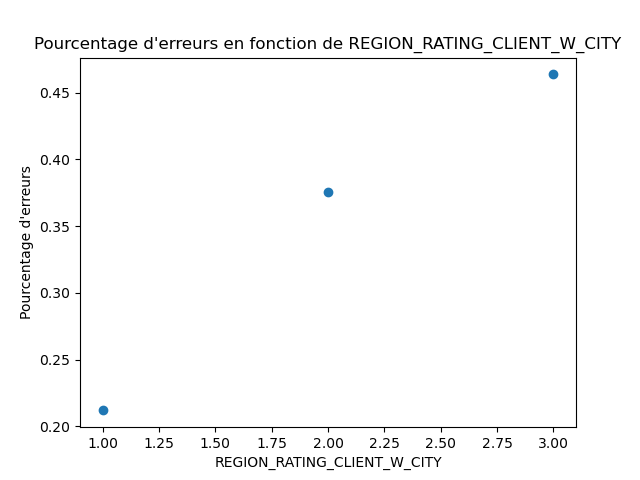 Pourcentage d'erreurs en fonction de REGION_RATING_CLIENT_W_CITY
0.45
0.40
0.35
0.30
0.25
0.20
Pourcentage d'erreurs
1.00 1.25 1.50 1.75 2.00 2.25 2.50 2.75 3.00
REGION_RATING_CLIENT_W_CITY